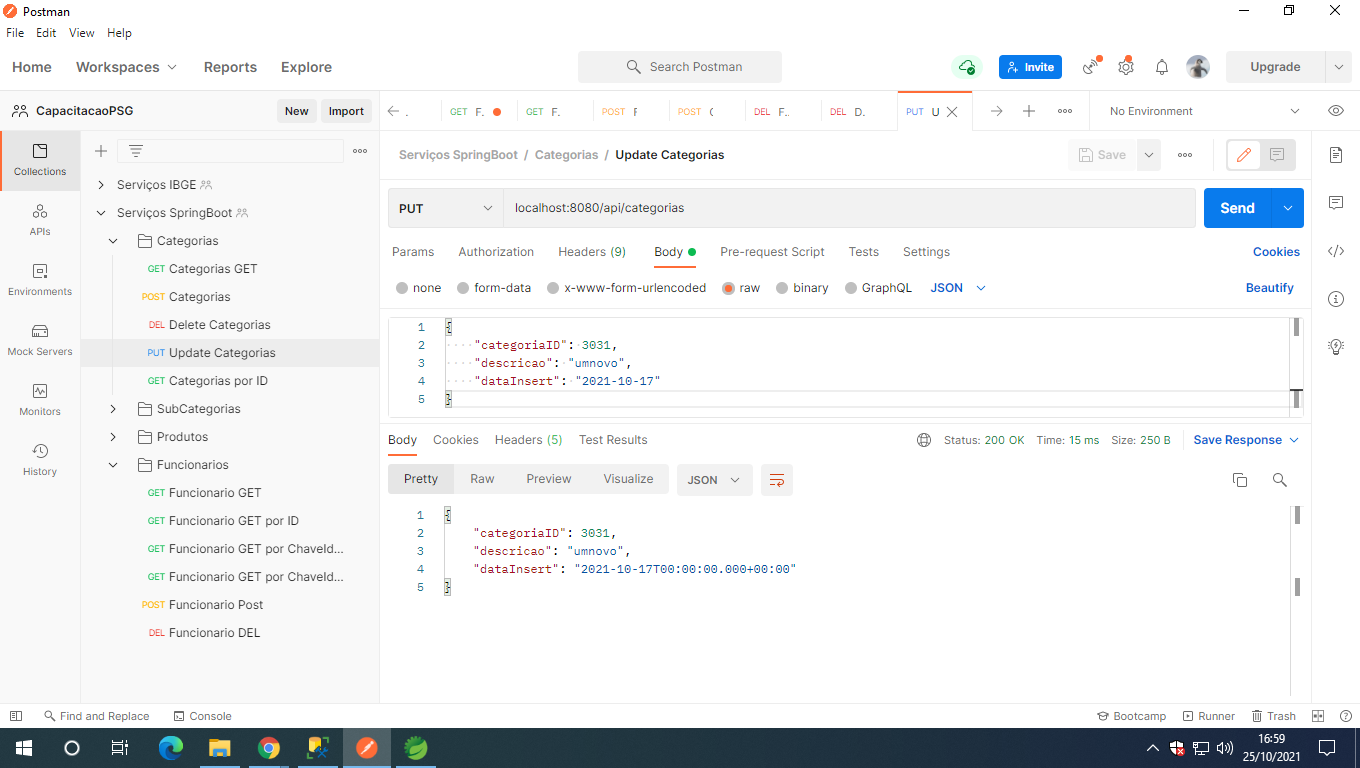 Postman
File Edit View Help
Home Workspaces Reports Explore Search Postman Invite Upgrade
CapacitacaoPSG New Import
. GET F. GET F. POST F POST C DEL F.. DEL D. PUT U No Environment
Collections
APIs
Environments
Mock Servers
Monitors
History
Serviços IBGE
Serviços SpringBoot
Categorias
GET Categorias GET
POST Categorias
DEL Delete Categorias
PUT Update Categorias
GET Categorias por ID
SubCategorias
Produtos
Funcionarios
GET Funcionario GET
GET Funcionario GET por ID
GET Funcionario GET por ChaveId...
GET Funcionario GET por ChaveId...
POST Funcionario Post
DEL Funcionario DEL
Serviços SpringBoot / Categorias / Update Categorias Save
PUT localhost:8080/api/categorias Send
Params Authorization Headers (9) Body Pre-request Script Tests Settings Cookies
none form-data x-www-form-urlencoded raw binary GraphQL JSON Beautify
1 {
2 "categoriaID": 3031,
3 "descricao": "umnovo",
4 "dataInsert": "2021-10-17"
5 }
Body Cookies Headers (5) Test Results Status: 200 OK Time: 15 ms Size: 250 B Save Response
Pretty Raw Preview Visualize JSON
1 {
2 "categoriaID": 3031,
3 "descricao": "umnovo",
4 "dataInsert": "2021-10-17T00:00:00.000+00:00"
5 }
Find and Replace Console Bootcamp Runner Trash
16:59
25/10/2021